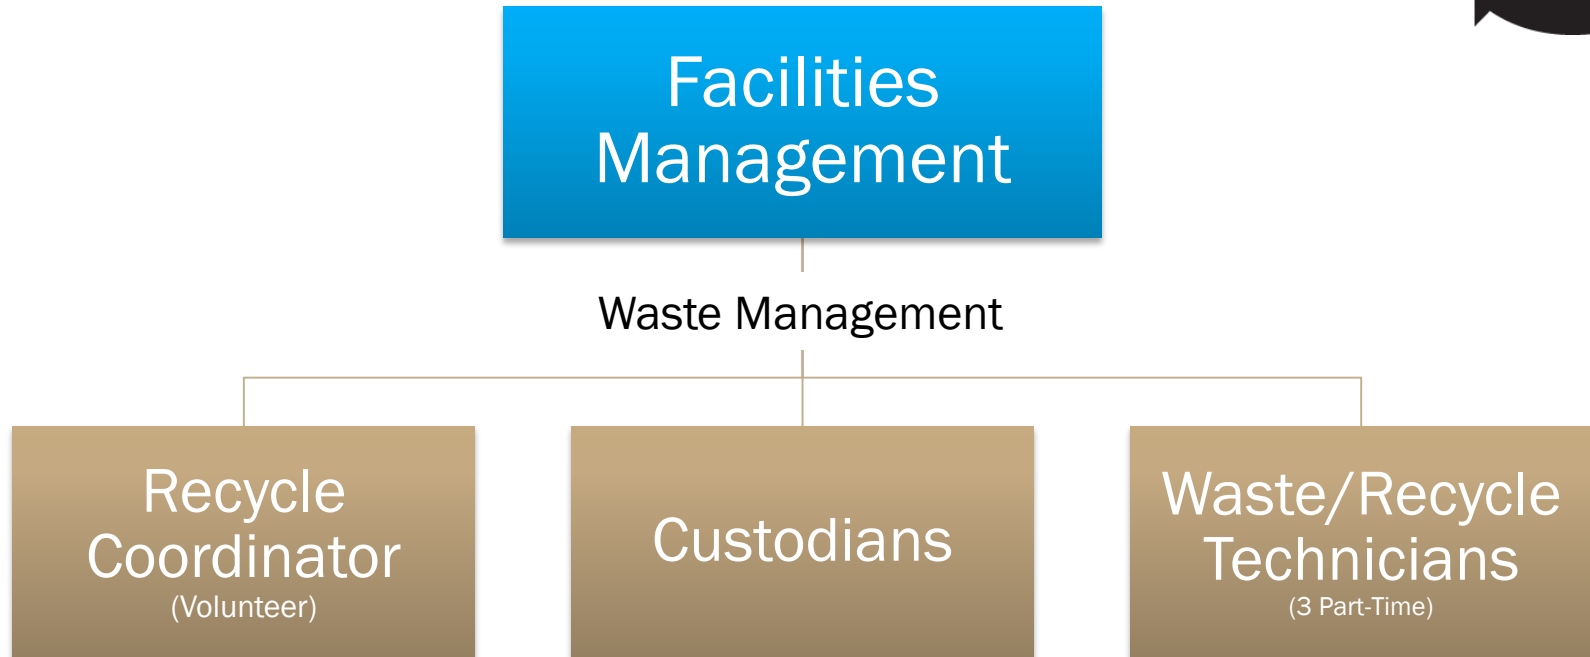 Facilities
Management
Waste Management
Recycle
Coordinator
(Volunteer)
Custodians
Waste/Recycle
Technicians
(3 Part-Time)